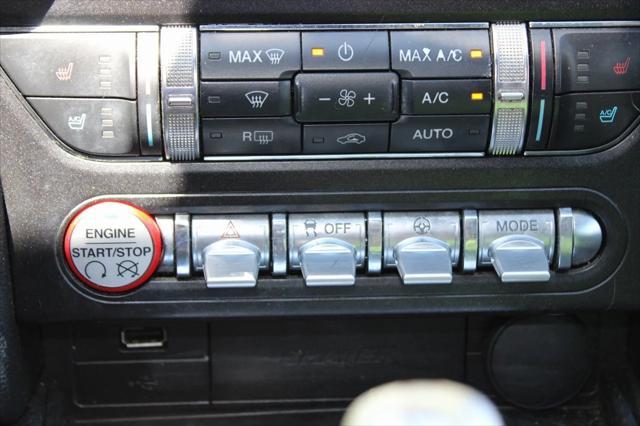 MAX
MAX A/C
- +
A/C
A/C
A/C
R
AUTO
ENGINE
START/STOP
OFF
MODE